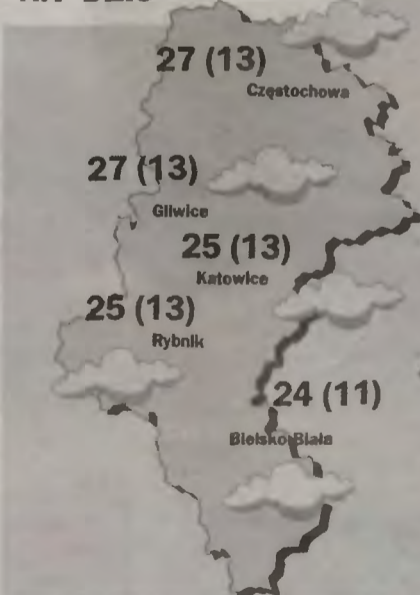 27 (13)
Częstochowa
27 (13)
Gliwice
25 (13)
Katowice
25 (13)
Rybnik
24 (11)
Bielsko-Biała